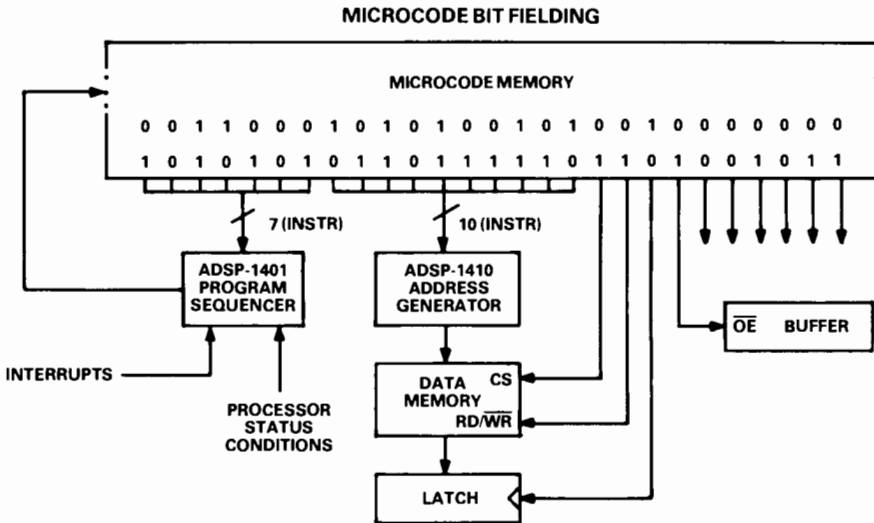 MICROCODE BIT FIELDING
MICROCODE MEMORY
0 0 1 1 0 0 0 1 0 1 0 1 0 0 1 0 1 0 0 1 0 0 0 0 0 0 0
1 0 1 0 1 0 1 1 0 1 0 1 1 1 1 1 0 1 1 0 1 0 0 1 0 1 1
7 (INSTR)
10 (INSTR)
ADSP-1401
PROGRAM
SEQUENCER
ADSP-1410
ADDRESS
GENERATOR
OE BUFFER
INTERRUPTS
PROCESSOR
STATUS
CONDITIONS
DATA
MEMORY
CS
RD/WR
LATCH